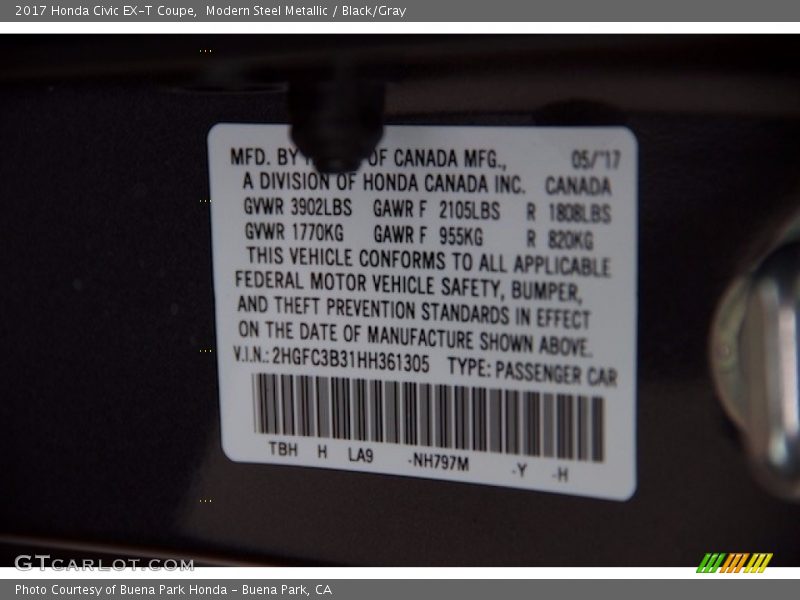 2017 Honda Civic EX-T Coupe, Modern Steel Metallic / Black/Gray
MFD. BY OF CANADA MFG., 05/'17
A DIVISION OF HONDA CANADA INC. CANADA
GVWR 3902LBS GAWR F 2105LBS R 1808LBS
GVWR 1770KG GAWR F 955KG R 820KG
THIS VEHICLE CONFORMS TO ALL APPLICABLE
FEDERAL MOTOR VEHICLE SAFETY, BUMPER,
AND THEFT PREVENTION STANDARDS IN EFFECT
ON THE DATE OF MANUFACTURE SHOWN ABOVE.
V.I.N.: 2HGFC3B31HH361305 TYPE: PASSENGER CAR
TBH H LA9 -NH797M -Y -H
GTCARLOT.COM
Photo Courtesy of Buena Park Honda - Buena Park, CA